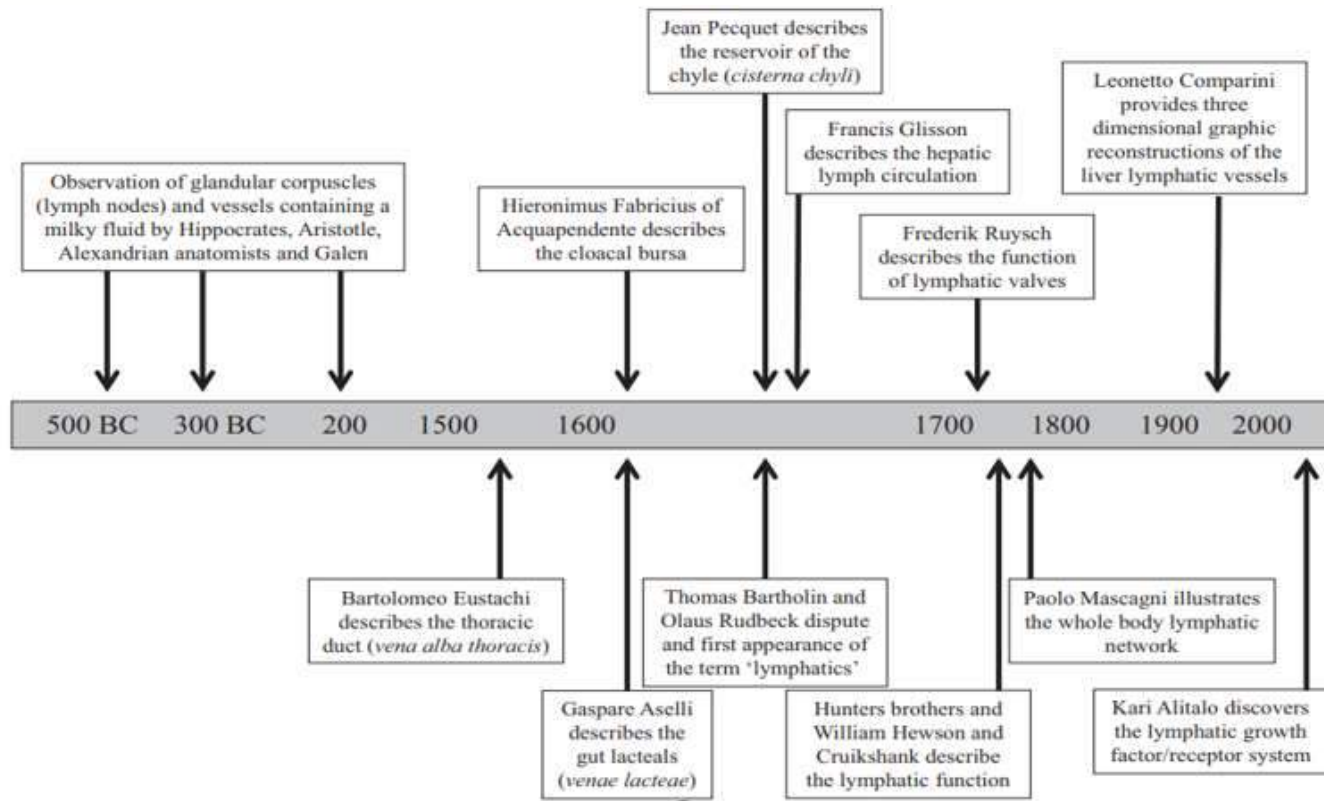 Jean Pecquet describes
the reservoir of the
chyle (cisterna chyli)
Leonetto Comparini
provides three
dimensional graphic
reconstructions of the
liver lymphatic vessels
Francis Glisson
describes the hepatic
lymph circulation
Observation of glandular corpuscles
(lymph nodes) and vessels containing a
milky fluid by Hippocrates, Aristotle,
Alexandrian anatomists and Galen
Hieronimus Fabricius of
Acquapendente describes
the cloacal bursa
Frederik Ruysch
describes the function
of lymphatic valves
500 BC 300 BC 200 1500 1600 1700 1800 1900 2000
Bartolomeo Eustachi
describes the thoracic
duct (vena alba thoracis)
Thomas Bartholin and
Olaus Rudbeck dispute
and first appearance of
the term ‘lymphatics’
Paolo Mascagni illustrates
the whole body lymphatic
network
Gaspare Aselli
describes the
gut lacteals
(venae lacteae)
Hunters brothers and
William Hewson and
Cruikshank describe
the lymphatic function
Kari Alitalo discovers
the lymphatic growth
factor/receptor system